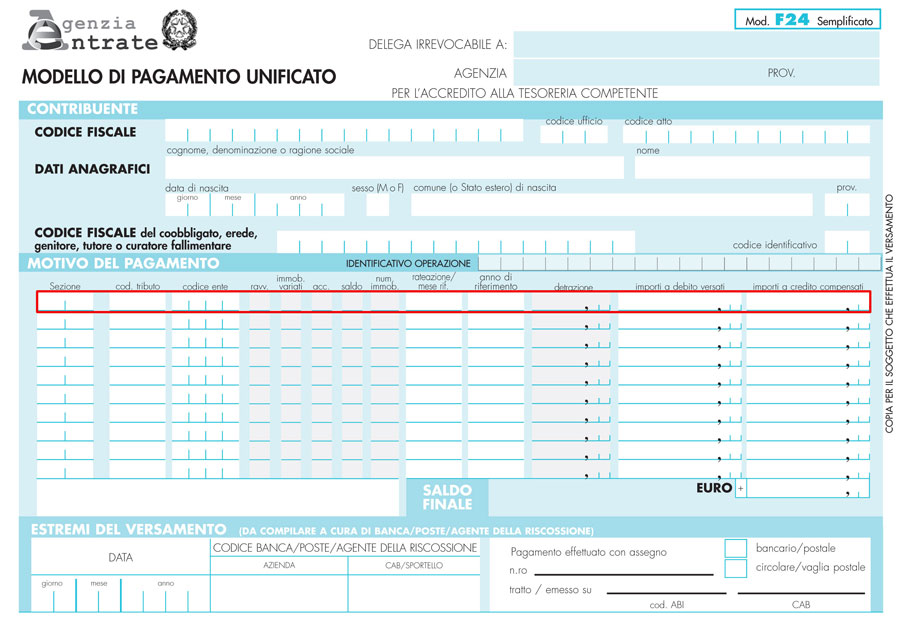 Agenzia
Entrate
Mod. F24 Semplificato
DELEGA IRREVOCABILE A:
MODELLO DI PAGAMENTO UNIFICATO
AGENZIA PROV.
PER L'ACCREDITO ALLA TESORERIA COMPETENTE
CONTRIBUENTE
CODICE FISCALE
codice ufficio codice atto
cognome, denominazione o ragione sociale nome
DATI ANAGRAFICI
data di nascita sesso (M o F) comune (o Stato estero) di nascita prov.
giorno mese anno
CODICE FISCALE del coobbligato, erede,
genitore, tutore o curatore fallimentare
codice identificativo
MOTIVO DEL PAGAMENTO
IDENTIFICATIVO OPERAZIONE
Sezione cod. tributo codice ente ravv. immob. variati acc. saldo num. immob. rateazione/ mese rif. anno di riferimento detrazione importi a debito versati importi a credito compensati
, , ,
, , ,
, , ,
, , ,
, , ,
, , ,
, , ,
, , ,
, , ,
, , ,
SALDO
FINALE
EURO + ,
ESTREMI DEL VERSAMENTO (DA COMPILARE A CURA DI BANCA/POSTE/AGENTE DELLA RISCOSSIONE)
DATA
giorno mese anno
CODICE BANCA/POSTE/AGENTE DELLA RISCOSSIONE
AZIENDA CAB/SPORTELLO
Pagamento effettuato con assegno
bancario/postale
n.ro
circolare/vaglia postale
tratto / emesso su
cod. ABI CAB
COPIA PER IL SOGGETTO CHE EFFETTUA IL VERSAMENTO